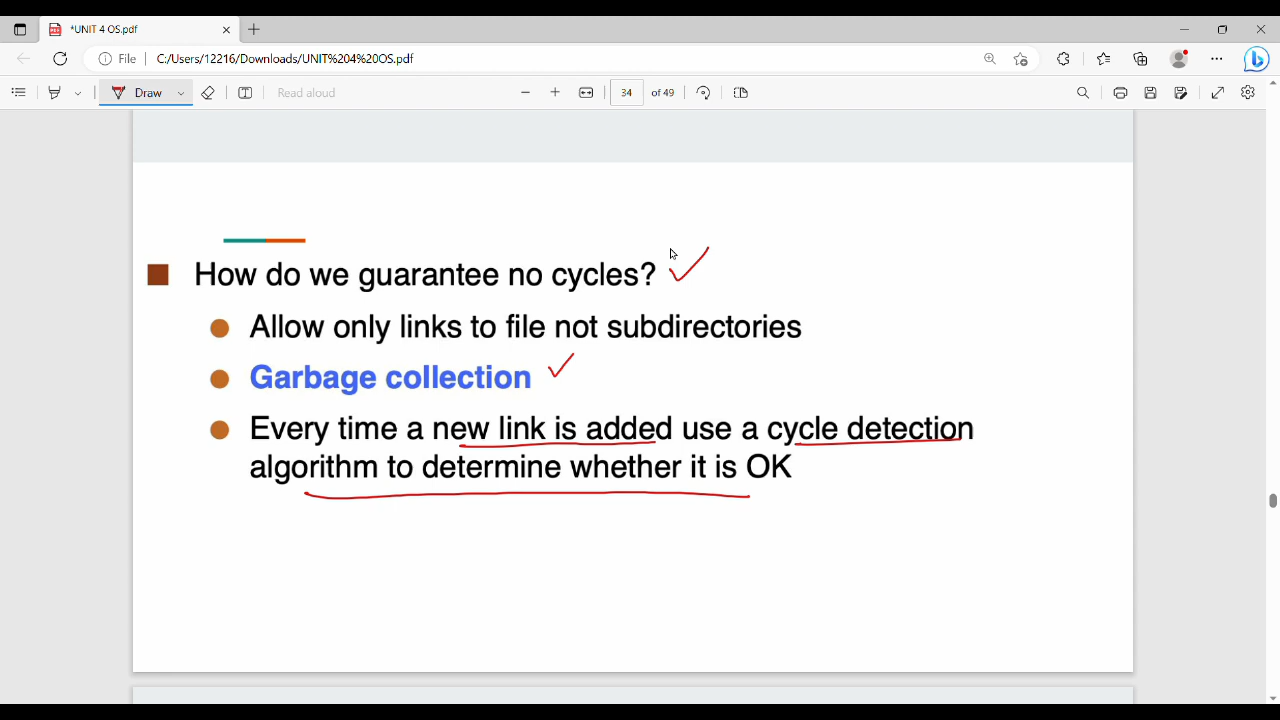 *UNIT 4 OS.pdf
File
C:/Users/12216/Downloads/UNIT%204%20OS.pdf
Draw
Read aloud
34 of 49
How do we guarantee no cycles?
Allow only links to file not subdirectories
Garbage collection
Every time a new link is added use a cycle detection
algorithm to determine whether it is OK